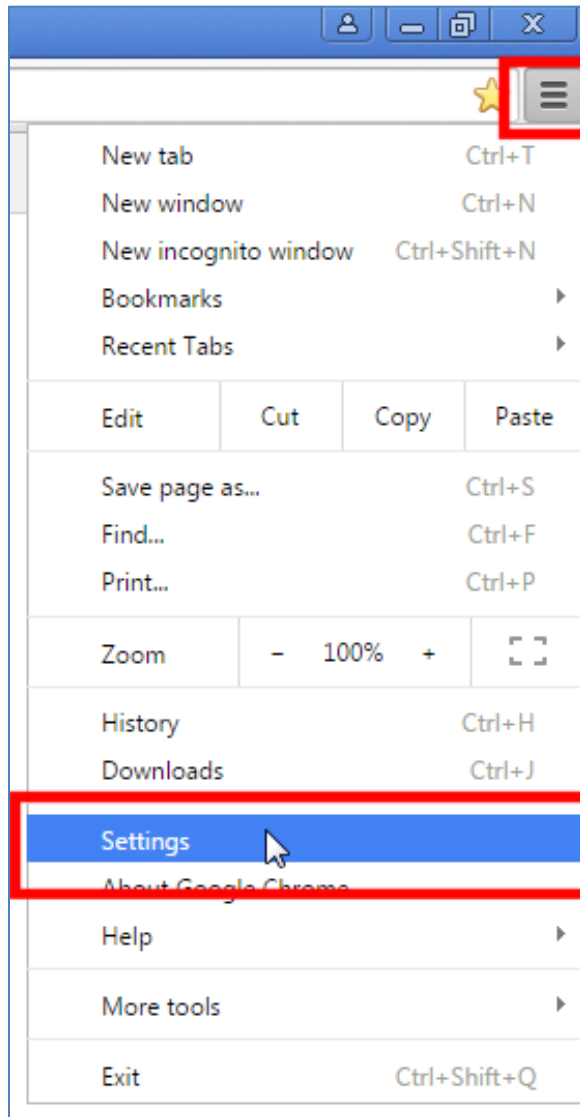 New tab Ctrl+T
New window Ctrl+N
New incognito window Ctrl+Shift+N
Bookmarks
Recent Tabs
Edit Cut Copy Paste
Save page as... Ctrl+S
Find... Ctrl+F
Print... Ctrl+P
Zoom - 100% +
History Ctrl+H
Downloads Ctrl+J
Settings
About Google Chrome
Help
More tools
Exit Ctrl+Shift+Q